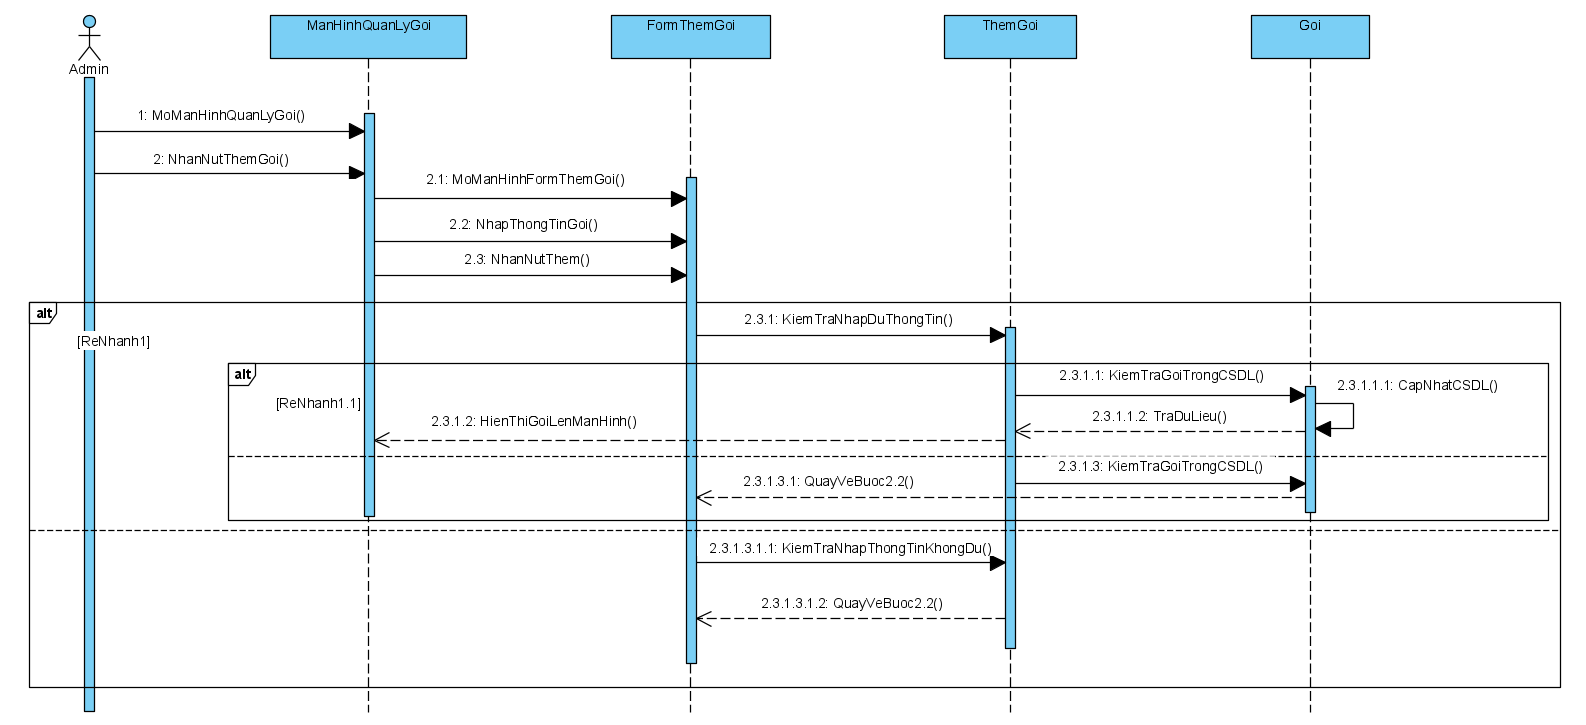 ManHinhQuanLyGoi
FormThemGoi
ThemGoi
Goi
Admin
1: MoManHinhQuanLyGoi()
2: NhanNutThemGoi()
2.1: MoManHinhFormThemGoi()
2.2: NhapThongTinGoi()
2.3: NhanNutThem()
alt
[ReNhanh1]
2.3.1: KiemTraNhapDuThongTin()
alt
[ReNhanh1.1]
2.3.1.1: KiemTraGoiTrongCSDL()
2.3.1.1.1: CapNhatCSDL()
2.3.1.1.2: TraDuLieu()
2.3.1.2: HienThiGoiLenManHinh()
2.3.1.3: KiemTraGoiTrongCSDL()
2.3.1.3.1: QuayVeBuoc2.2()
2.3.1.3.1.1: KiemTraNhapThongTinKhongDu()
2.3.1.3.1.2: QuayVeBuoc2.2()